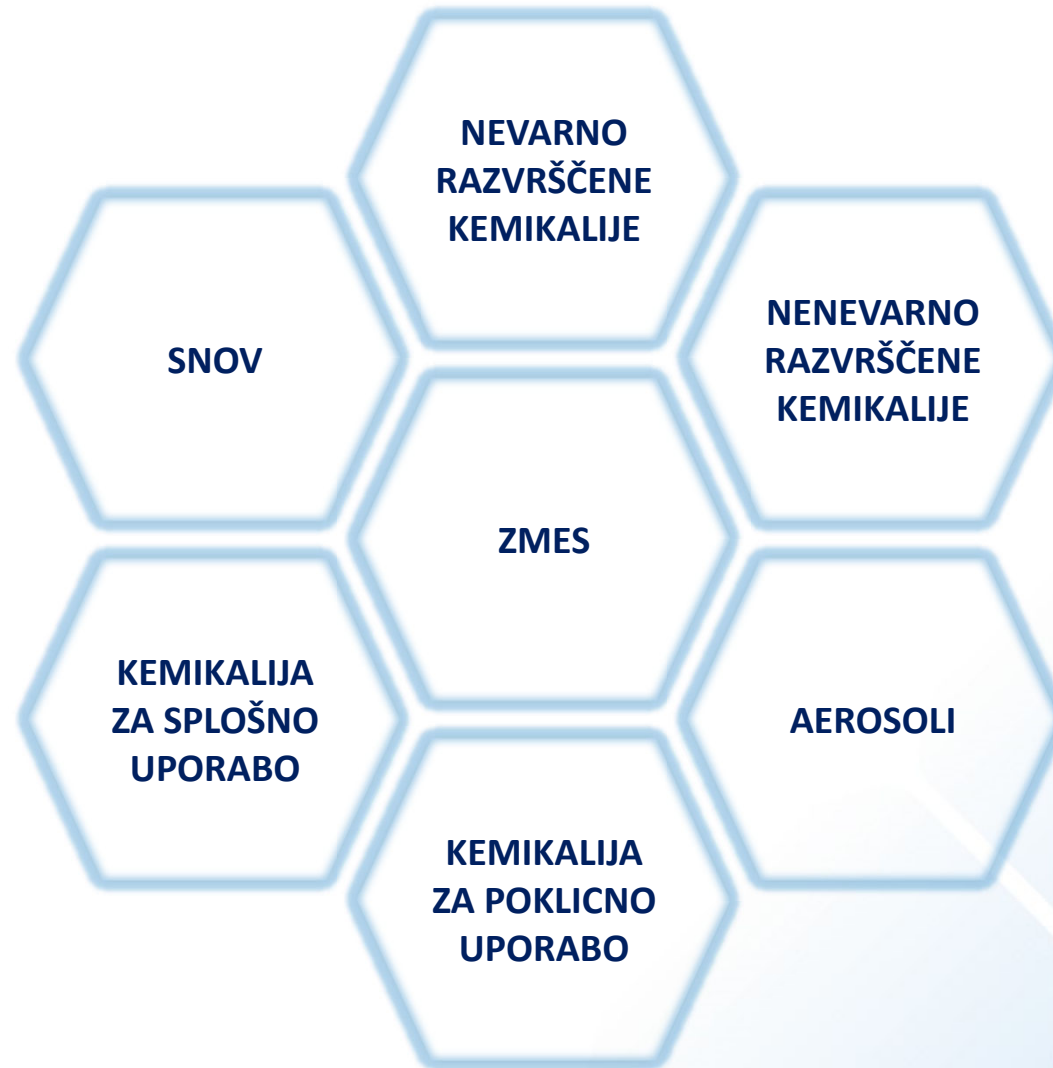 NEVARNO
RAZVRŠČENE
KEMIKALIJE
SNOV
NENEVARNO
RAZVRŠČENE
KEMIKALIJE
ZMES
KEMIKALIJA
ZA SPLOŠNO
UPORABO
AEROSOLI
KEMIKALIJA
ZA POKLICNO
UPORABO